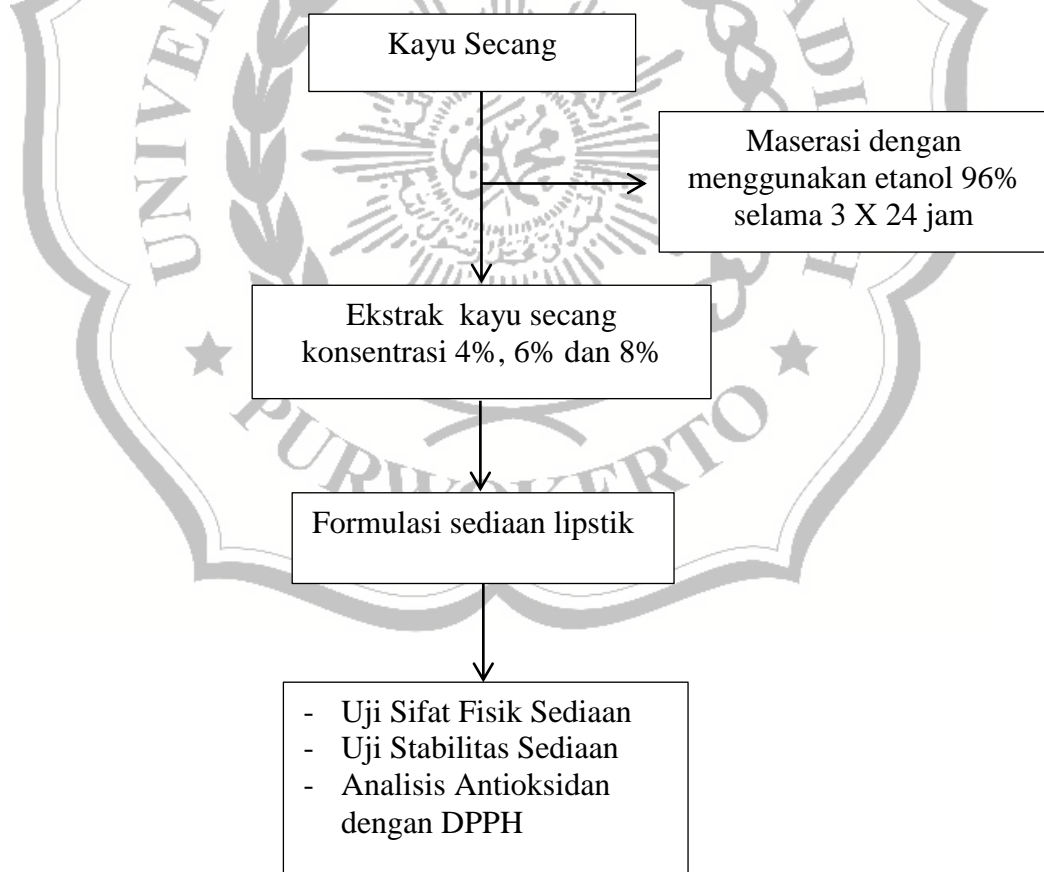 Kayu Secang
Maserasi dengan
menggunakan etanol 96%
selama 3 X 24 jam
Ekstrak kayu secang
konsentrasi 4%, 6% dan 8%
Formulasi sediaan lipstik
- Uji Sifat Fisik Sediaan
- Uji Stabilitas Sediaan
- Analisis Antioksidan
dengan DPPH
PURWOKERTO